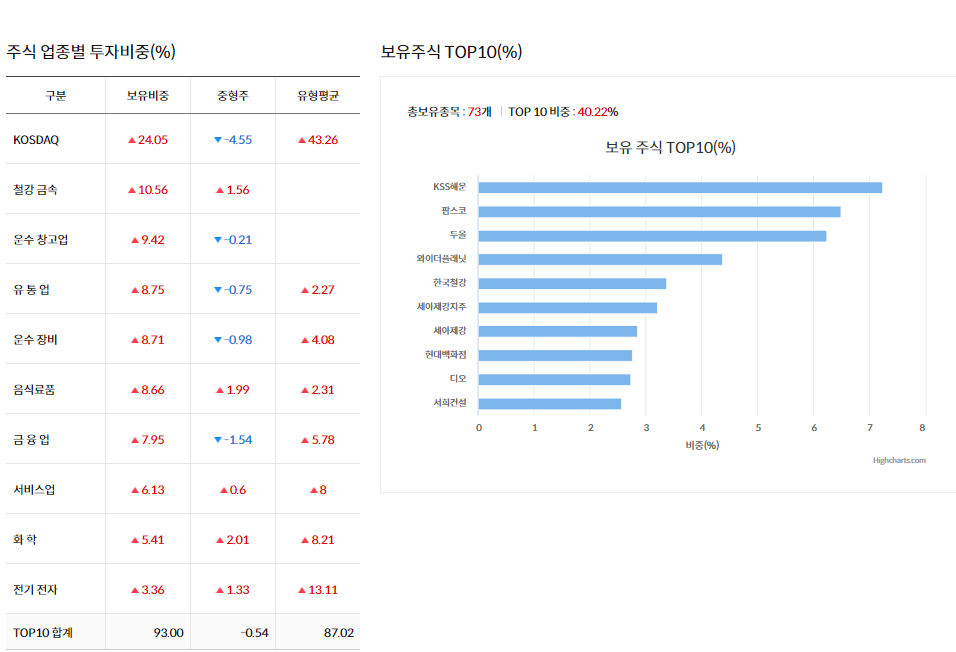 주식 업종별 투자비중(%)
구분 보유비중 중형주 유형평균
KOSDAQ ▲24.05 ▼-4.55 ▲43.26
철강 금속 ▲10.56 ▲1.56
운수 창고업 ▲9.42 ▼-0.21
유 통 업 ▲8.75 ▼-0.75 ▲2.27
운수 장비 ▲8.71 ▼-0.98 ▲4.08
음식료품 ▲8.66 ▲1.99 ▲2.31
금 융 업 ▲7.95 ▼-1.54 ▲5.78
서비스업 ▲6.13 ▲0.6 ▲8
화 학 ▲5.41 ▲2.01 ▲8.21
전기 전자 ▲3.36 ▲1.33 ▲13.11
TOP10 합계 93.00 -0.54 87.02
보유주식 TOP10(%)
총보유종목 : 73개 | TOP 10 비중 : 40.22%
보유 주식 TOP10(%)
KSS해운
팜스코
두올
와이더플래닛
한국철강
세아제강지주
세아제강
현대백화점
디오
서희건설
0 1 2 3 4 5 6 7 8
비중(%)
Highcharts.com